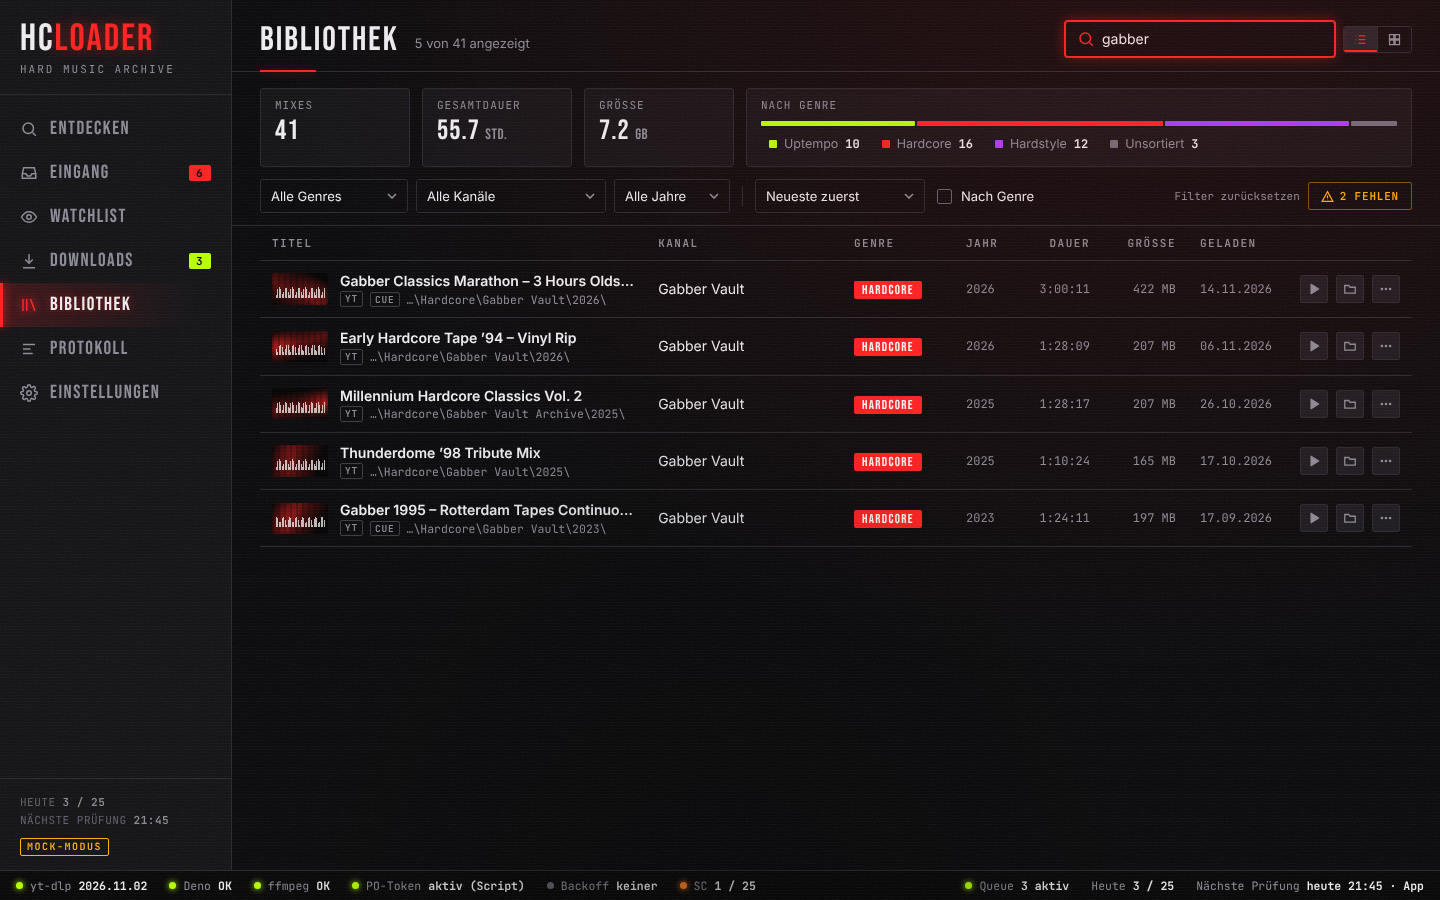 HCLOADER
HARD MUSIC ARCHIVE
ENTDECKEN
EINGANG 6
WATCHLIST
DOWNLOADS 3
BIBLIOTHEK
PROTOKOLL
EINSTELLUNGEN
HEUTE 3 / 25
NÄCHSTE PRÜFUNG 21:45
MOCK-MODUS
BIBLIOTHEK 5 von 41 angezeigt
gabber
MIXES
41
GESAMTDAUER
55.7 STD.
GRÖSSE
7.2 GB
NACH GENRE
Uptempo 10 Hardcore 16 Hardstyle 12 Unsortiert 3
Alle Genres Alle Kanäle Alle Jahre Neueste zuerst Nach Genre Filter zurücksetzen 2 FEHLEN
TITEL KANAL GENRE JAHR DAUER GRÖSSE GELADEN
Gabber Classics Marathon – 3 Hours Olds…
YT CUE …\Hardcore\Gabber Vault\2026\
Gabber Vault HARDCORE 2026 3:00:11 422 MB 14.11.2026
Early Hardcore Tape ’94 – Vinyl Rip
YT …\Hardcore\Gabber Vault\2026\
Gabber Vault HARDCORE 2026 1:28:09 207 MB 06.11.2026
Millennium Hardcore Classics Vol. 2
YT …\Hardcore\Gabber Vault Archive\2025\
Gabber Vault HARDCORE 2025 1:28:17 207 MB 26.10.2026
Thunderdome ’98 Tribute Mix
YT …\Hardcore\Gabber Vault\2025\
Gabber Vault HARDCORE 2025 1:10:24 165 MB 17.10.2026
Gabber 1995 – Rotterdam Tapes Continuo…
YT CUE …\Hardcore\Gabber Vault\2023\
Gabber Vault HARDCORE 2023 1:24:11 197 MB 17.09.2026
yt-dlp 2026.11.02 Deno OK ffmpeg OK PO-Token aktiv (Script) Backoff keiner SC 1 / 25 Queue 3 aktiv Heute 3 / 25 Nächste Prüfung heute 21:45 · App